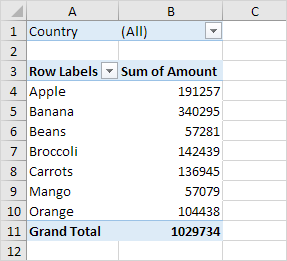 A B C
1 Country (All)
2
3 Row Labels Sum of Amount
4 Apple 191257
5 Banana 340295
6 Beans 57281
7 Broccoli 142439
8 Carrots 136945
9 Mango 57079
10 Orange 104438
11 Grand Total 1029734
12